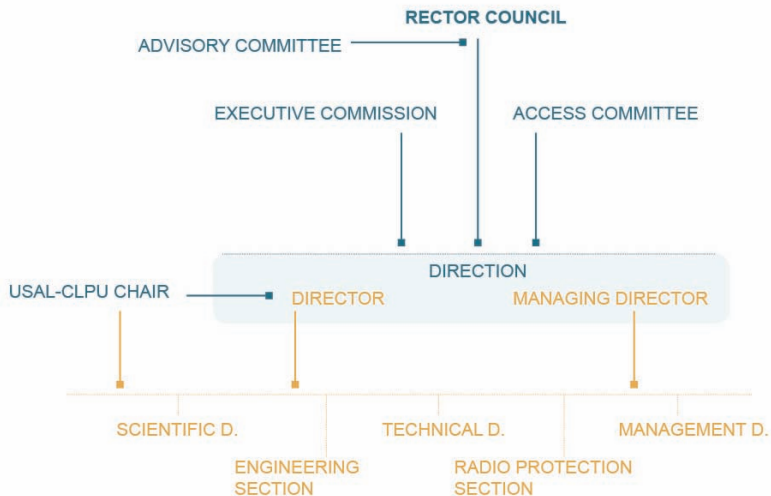 RECTOR COUNCIL
ADVISORY COMMITTEE
EXECUTIVE COMMISSION
ACCESS COMMITTEE
DIRECTION
USAL-CLPU CHAIR
DIRECTOR
MANAGING DIRECTOR
SCIENTIFIC D.
TECHNICAL D.
MANAGEMENT D.
ENGINEERING
SECTION
RADIO PROTECTION
SECTION